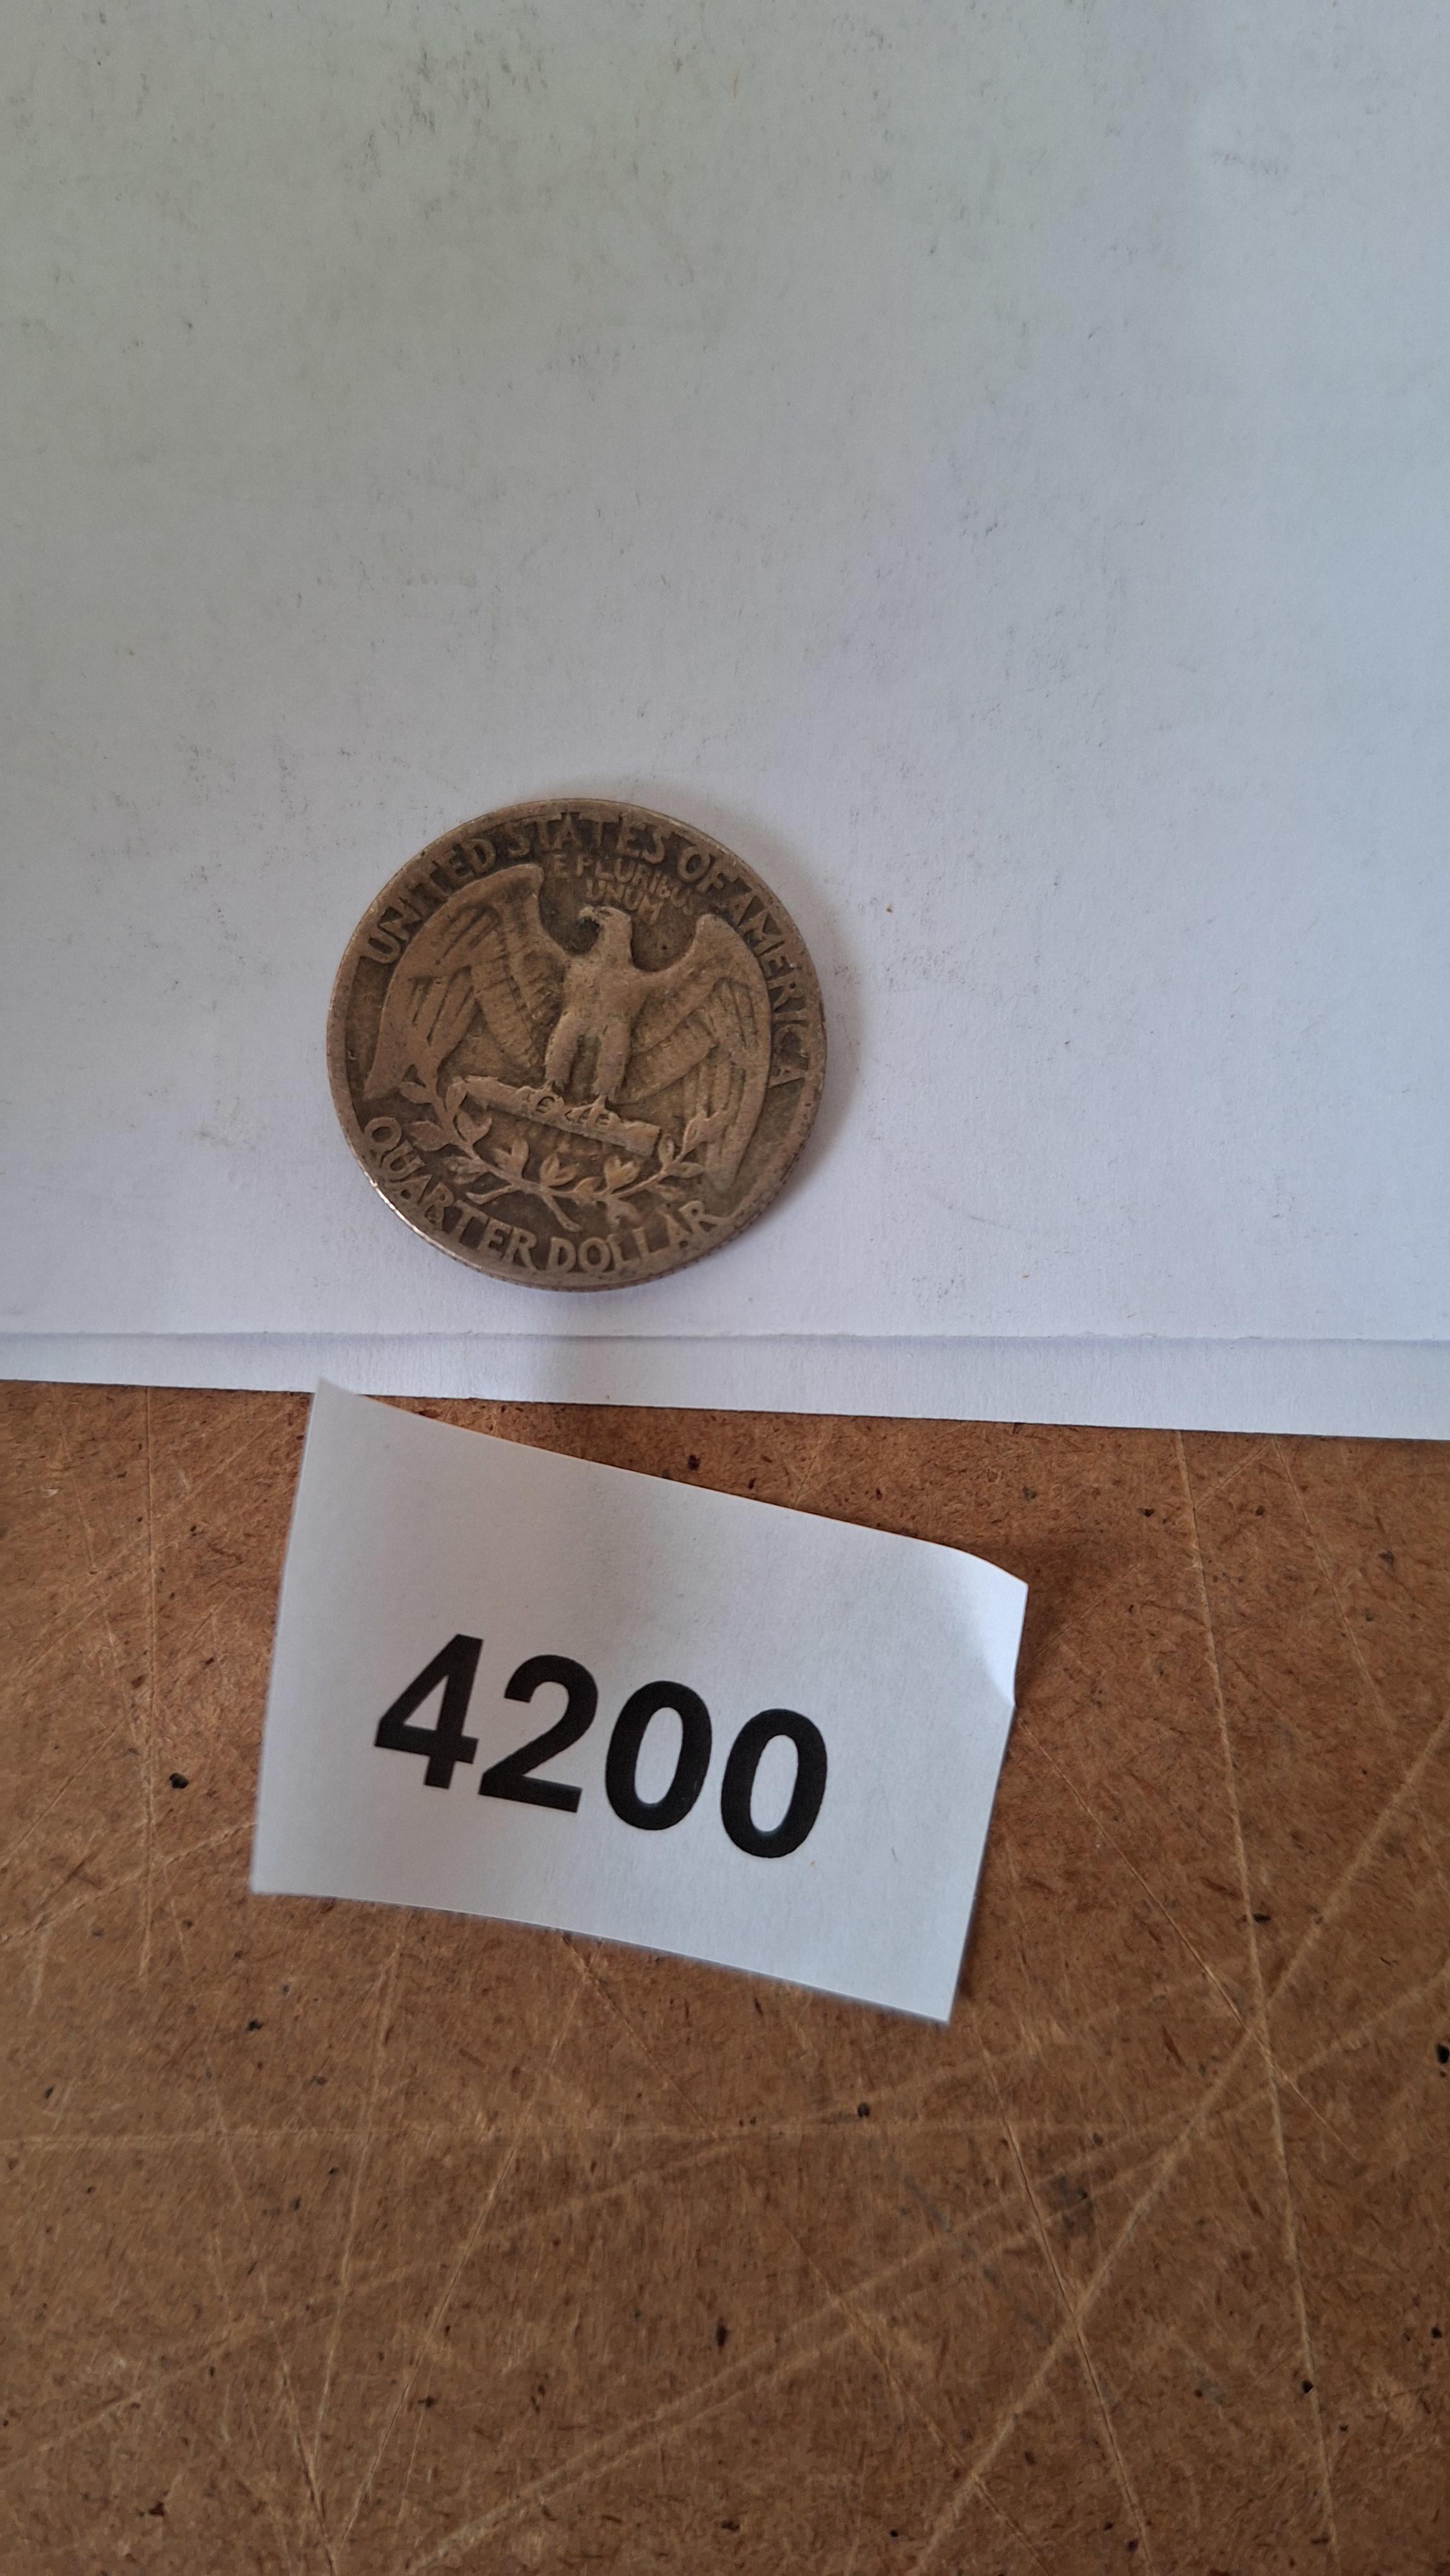 UNITED STATES OF AMERICA
E PLURIBUS
UNUM
QUARTER DOLLAR
4200